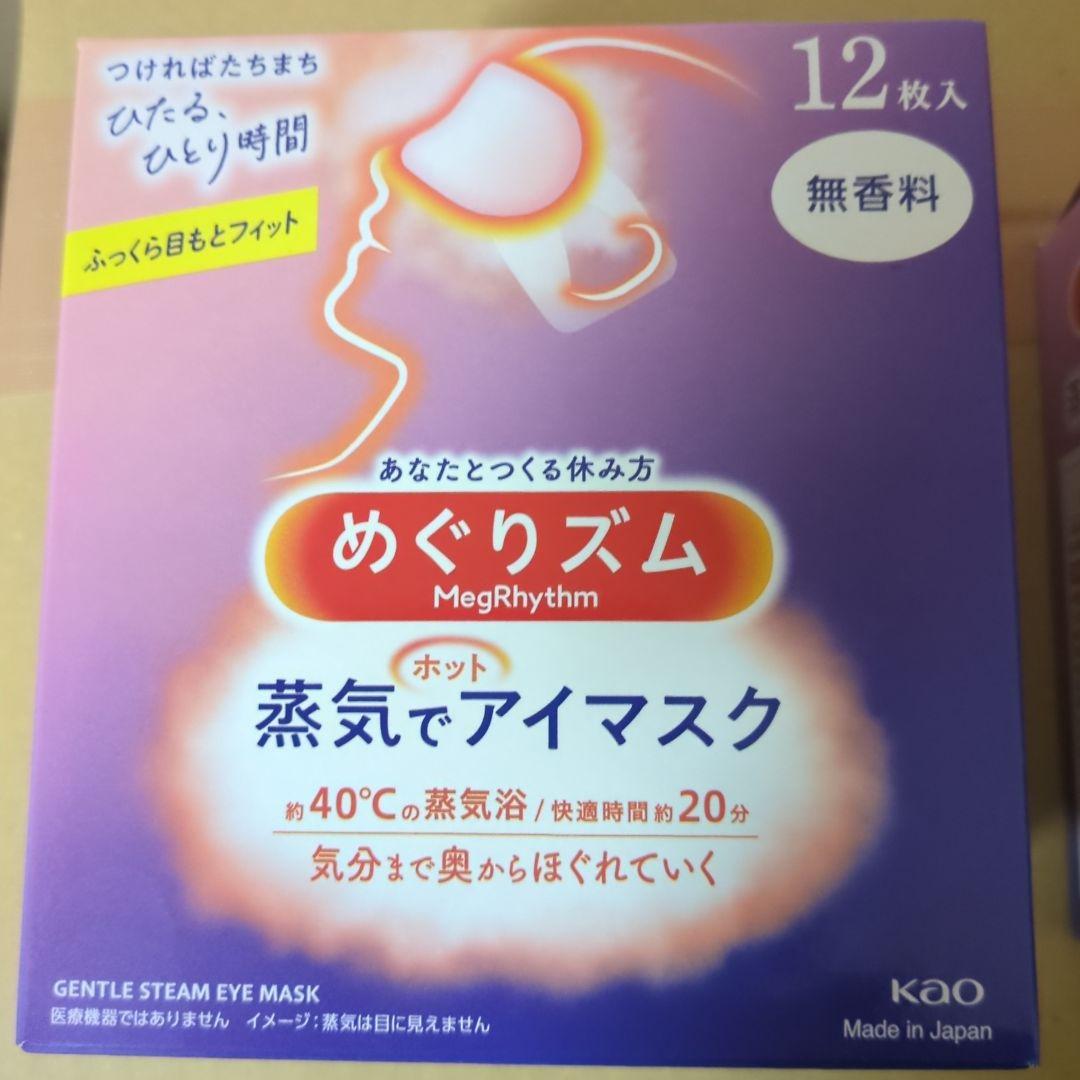 つければたちまち
ひたる、
ひとり時間
ふっくら目もとフィット
12枚入
無香料
あなたとつくる休み方
めぐりズム
MegRhythm
ホット
蒸気でアイマスク
約40℃の蒸気浴/快適時間約20分
気分まで奥からほぐれていく
GENTLE STEAM EYE MASK
医療機器ではありません イメージ:蒸気は目に見えません
Kao
Made in Japan